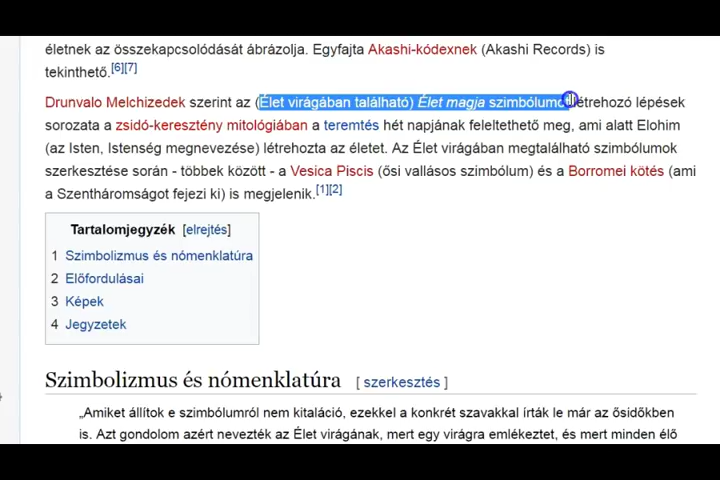 életnek az összekapcsolódását ábrázolja. Egyfajta Akashi-kódexnek (Akashi Records) is
tekinthető.[6][7]
Drunvalo Melchizedek szerint az (Élet virágában található) Élet magja szimbólumot létrehozó lépések
sorozata a zsidó-keresztény mitológiában a teremtés hét napjának feleltethető meg, ami alatt Elohim
(az Isten, Istenség megnevezése) létrehozta az életet. Az Élet virágában megtalálható szimbólumok
szerkesztése során - többek között - a Vesica Piscis (ősi vallásos szimbólum) és a Borromei kötés (ami
a Szentháromságot fejezi ki) is megjelenik.[1][2]
Tartalomjegyzék [elrejtés]
1 Szimbolizmus és nómenklatúra
2 Előfordulásai
3 Képek
4 Jegyzetek
Szimbolizmus és nómenklatúra [ szerkesztés ]
„Amiket állítok e szimbólumról nem kitaláció, ezekkel a konkrét szavakkal írták le már az ősidőkben
is. Azt gondolom azért nevezték az Élet virágának, mert egy virágra emlékeztet, és mert minden élő